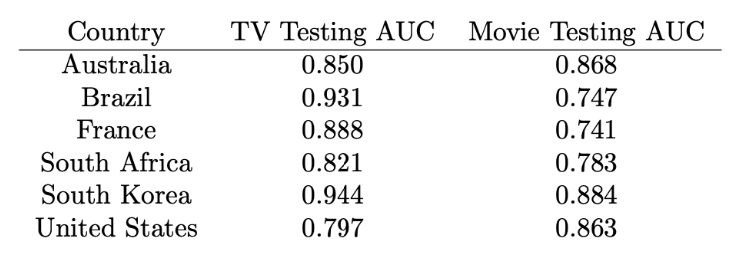 Country TV Testing AUC Movie Testing AUC
Australia 0.850 0.868
Brazil 0.931 0.747
France 0.888 0.741
South Africa 0.821 0.783
South Korea 0.944 0.884
United States 0.797 0.863